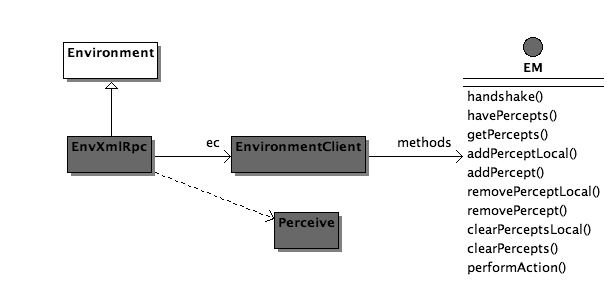 Environment
EM
handshake()
havePercepts()
getPercepts()
EnvXmlRpc
ec
EnvironmentClient
methods
addPerceptLocal()
addPercept()
removePerceptLocal()
removePercept()
Perceive
clearPerceptsLocal()
clearPercepts()
performAction()